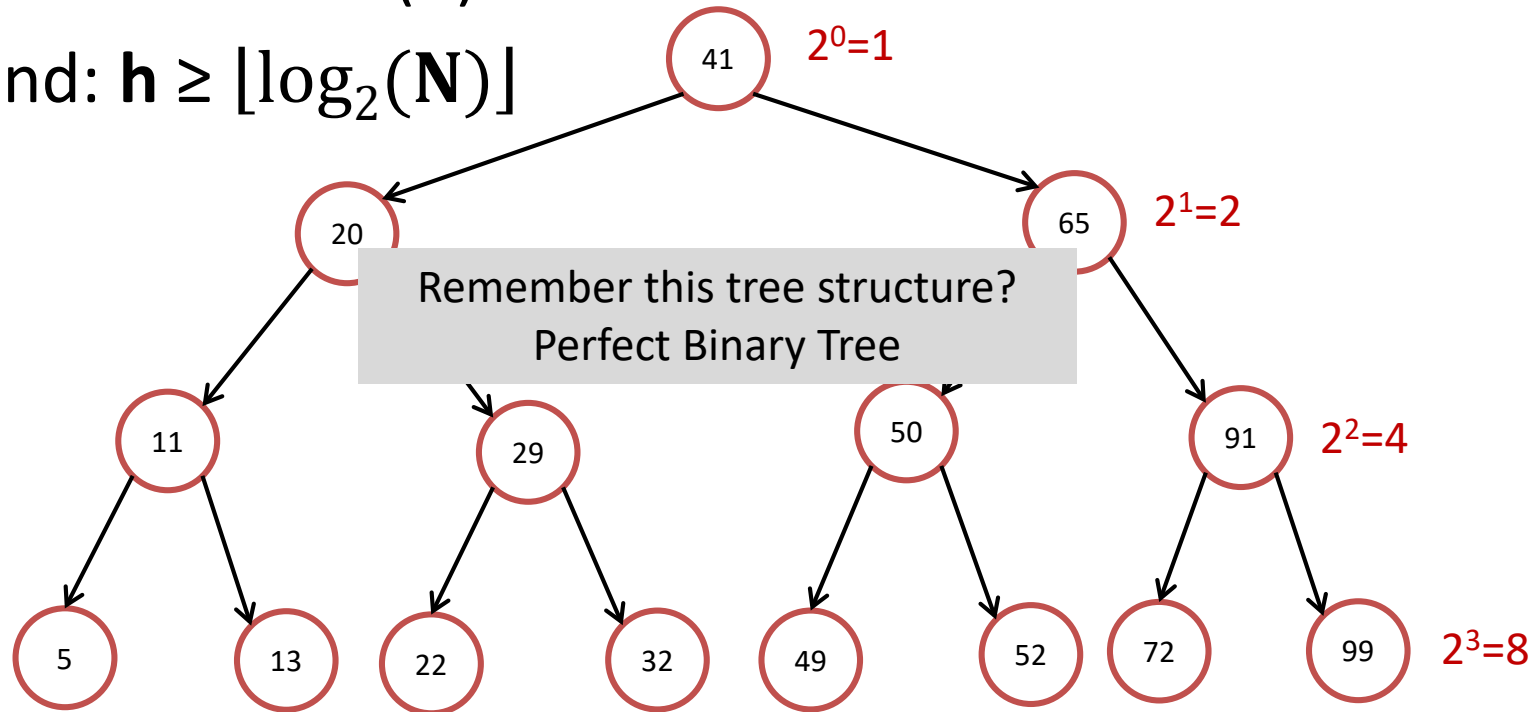 nd: h ≥ ⌊log₂(N)⌋
41 2⁰=1
20 65 2¹=2
Remember this tree structure?
Perfect Binary Tree
11 29 50 91 2²=4
5 13 22 32 49 52 72 99 2³=8